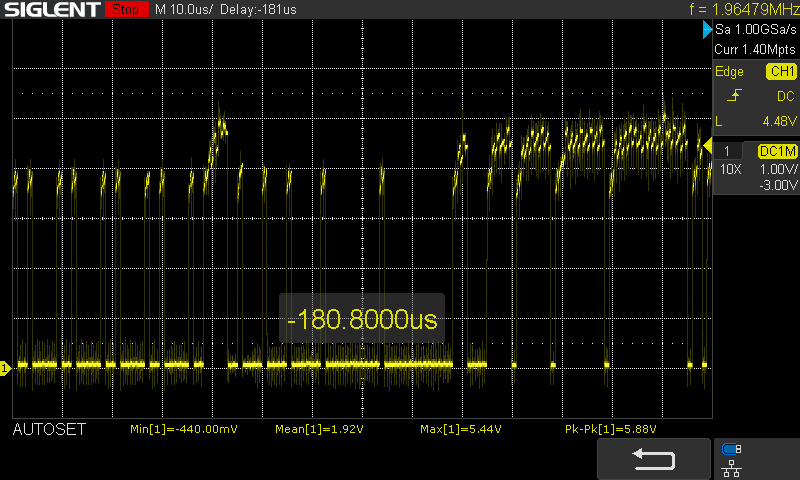 SIGLENT Stop M 10.0us/ Delay:-181us f = 1.96479MHz
Sa 1.00GSa/s
Curr 1.40Mpts
Edge CH1
DC
L 4.48V
1 DC1M
10X 1.00V/
-3.00V
-180.8000us
1
AUTOSET Min[1]=-440.00mV Mean[1]=1.92V Max[1]=5.44V Pk-Pk[1]=5.88V